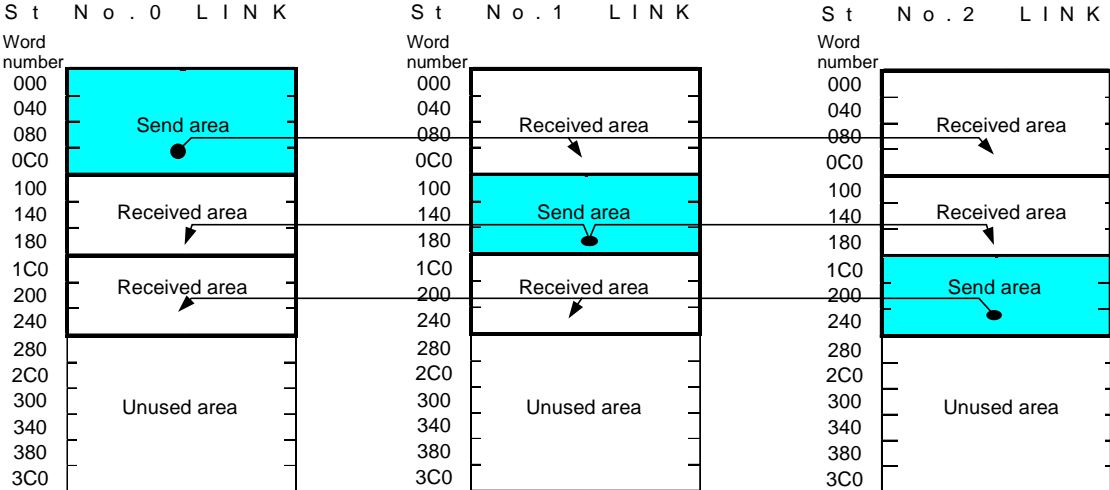 St No.0 LINK
Word
number
000
040
080
0C0
100
140
180
1C0
200
240
280
2C0
300
340
380
3C0
Send area
Received area
Received area
Unused area
St No.1 LINK
Word
number
000
040
080
0C0
100
140
180
1C0
200
240
280
2C0
300
340
380
3C0
Received area
Send area
Received area
Unused area
St No.2 LINK
Word
number
000
040
080
0C0
100
140
180
1C0
200
240
280
2C0
300
340
380
3C0
Received area
Received area
Send area
Unused area